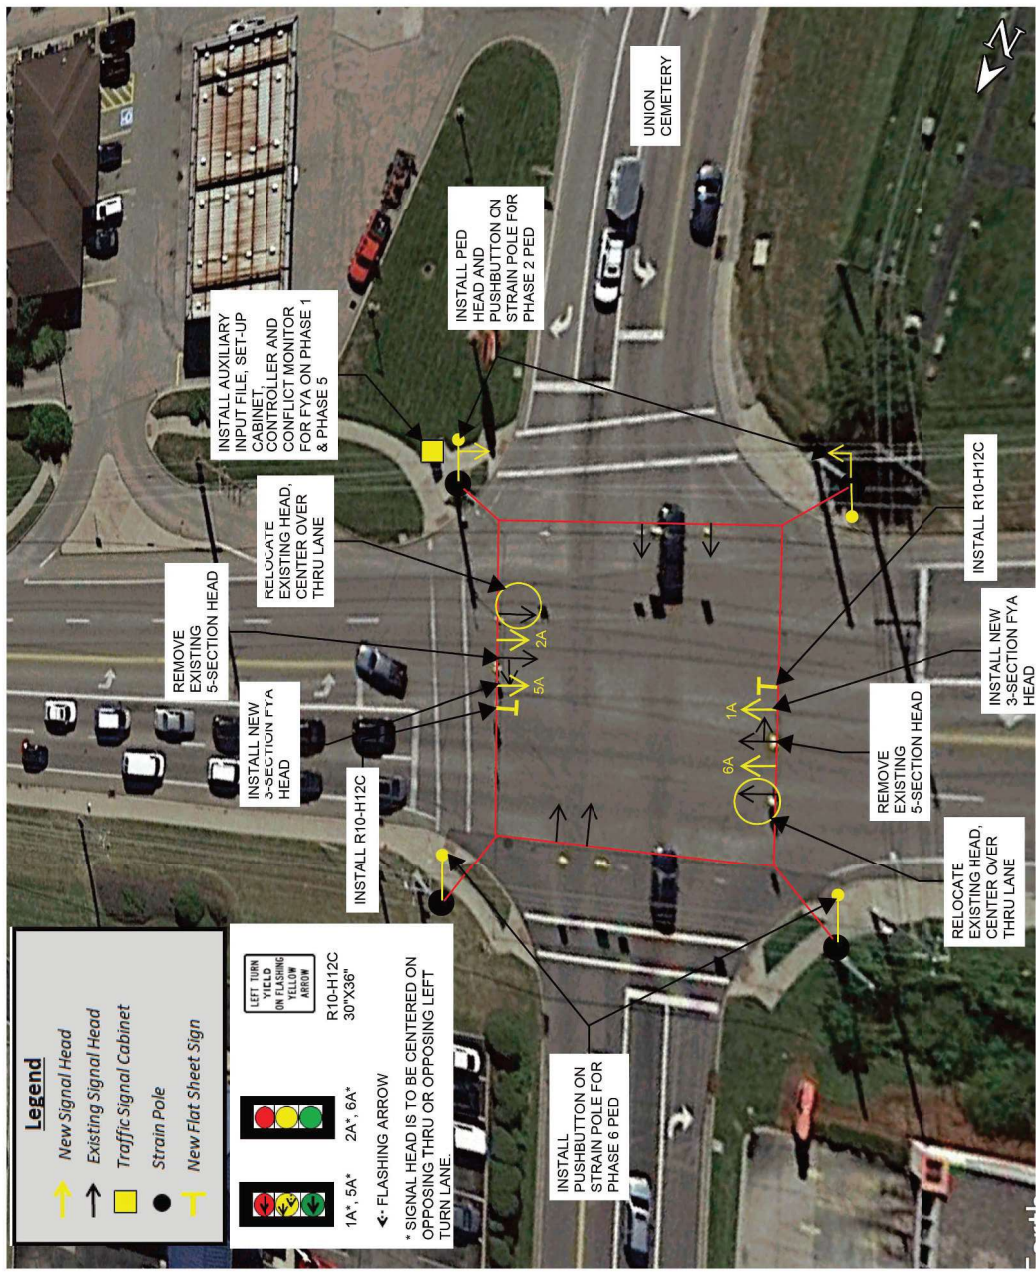 Legend
New Signal Head
Existing Signal Head
Traffic Signal Cabinet
Strain Pole
New Flat Sheet Sign
LEFT TURN
YIELD
ON FLASHING
YELLOW
ARROW
R10-H12C
30"X36"
1A*, 5A*
2A*, 6A*
<- FLASHING ARROW
* SIGNAL HEAD IS TO BE CENTERED ON
OPPOSING THRU OR OPPOSING LEFT
TURN LANE.
INSTALL R10-H12C
INSTALL NEW
3-SECTION FYA
HEAD
REMOVE
EXISTING
5-SECTION HEAD
RELOCATE
EXISTING HEAD,
CENTER OVER
THRU LANE
INSTALL AUXILIARY
INPUT FILE, SET-UP
CABINET,
CONTROLLER AND
CONFLICT MONITOR
FOR FYA ON PHASE 1
& PHASE 5
INSTALL PED
HEAD AND
PUSHBUTTON ON
STRAIN POLE FOR
PHASE 2 PED
UNION
CEMETERY
N
5A
2A
6A
1A
INSTALL
PUSHBUTTON ON
STRAIN POLE FOR
PHASE 6 PED
RELOCATE
EXISTING HEAD,
CENTER OVER
THRU LANE
REMOVE
EXISTING
5-SECTION HEAD
INSTALL NEW
3-SECTION FYA
HEAD
INSTALL R10-H12C